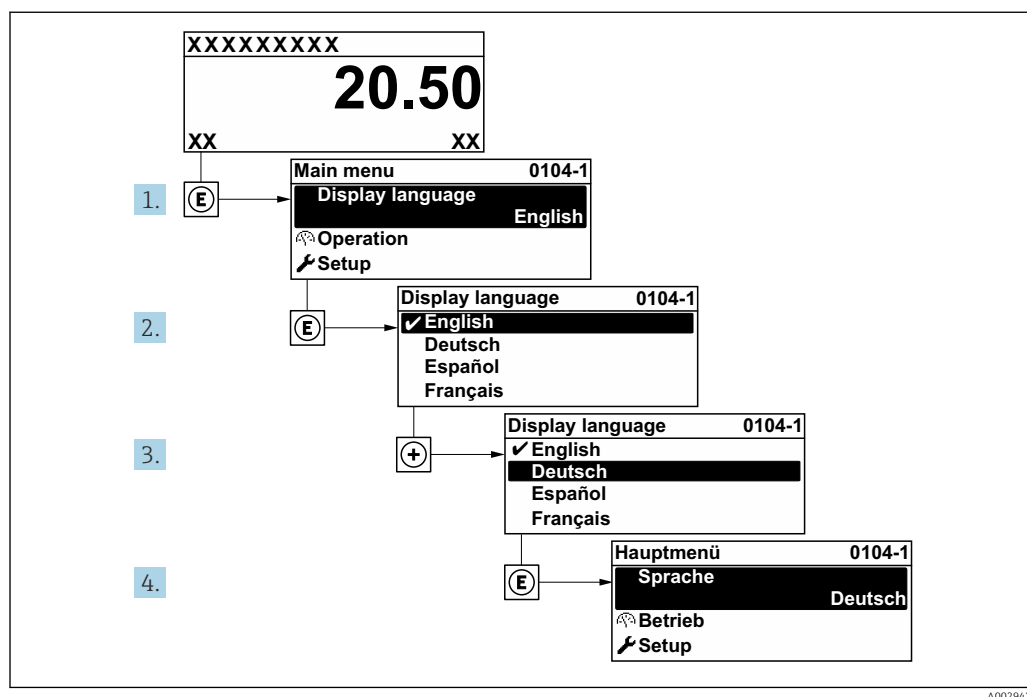 XXXXXXXXX
20.50
XX XX
1.
E
Main menu 0104-1
Display language
English
Operation
Setup
2.
E
Display language 0104-1
✔ English
Deutsch
Español
Français
3.
+
Display language 0104-1
✔ English
Deutsch
Español
Français
4.
E
Hauptmenü 0104-1
Sprache
Deutsch
Betrieb
Setup